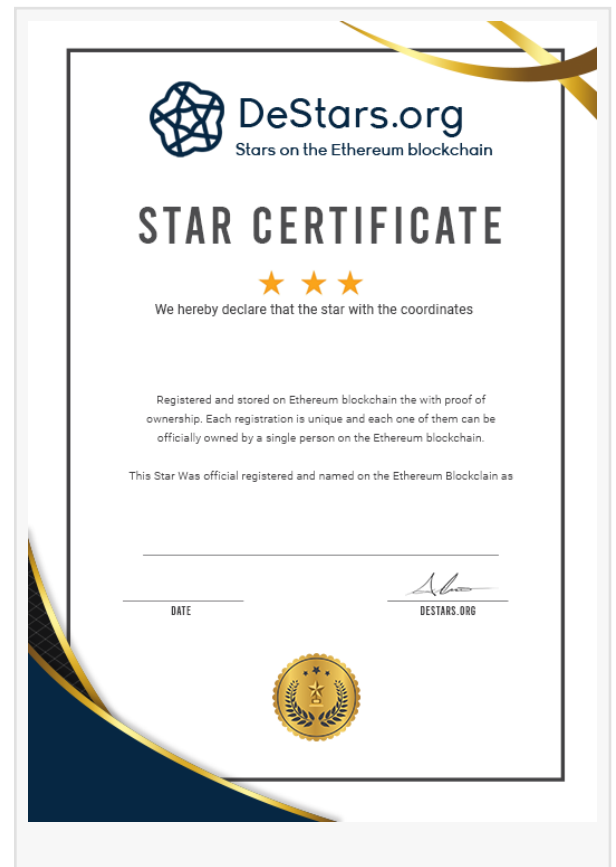 DeStars.org
Stars on the Ethereum blockchain
STAR CERTIFICATE
We hereby declare that the star with the coordinates
Registered and stored on Ethereum blockchain the with proof of
ownership. Each registration is unique and each one of them can be
officially owned by a single person on the Ethereum blockchain.
This Star Was official registered and named on the Ethereum Blockclain as
DATE
DESTARS.ORG